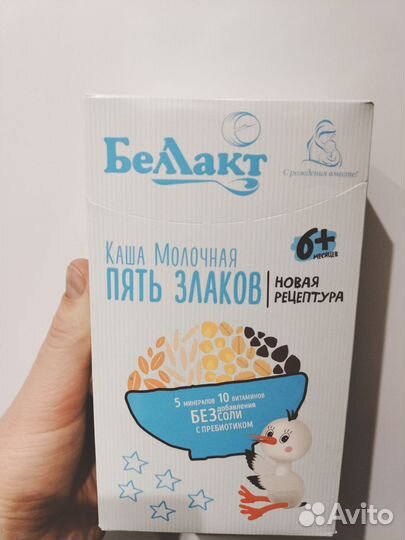 Беллакт
С рождения вместе!
Каша Молочная
ПЯТЬ ЗЛАКОВ
6+
месяцев
НОВАЯ
РЕЦЕПТУРА
5 МИНЕРАЛОВ 10 ВИТАМИНОВ
БЕЗ добавления СОЛИ
С ПРЕБИОТИКОМ
Avito